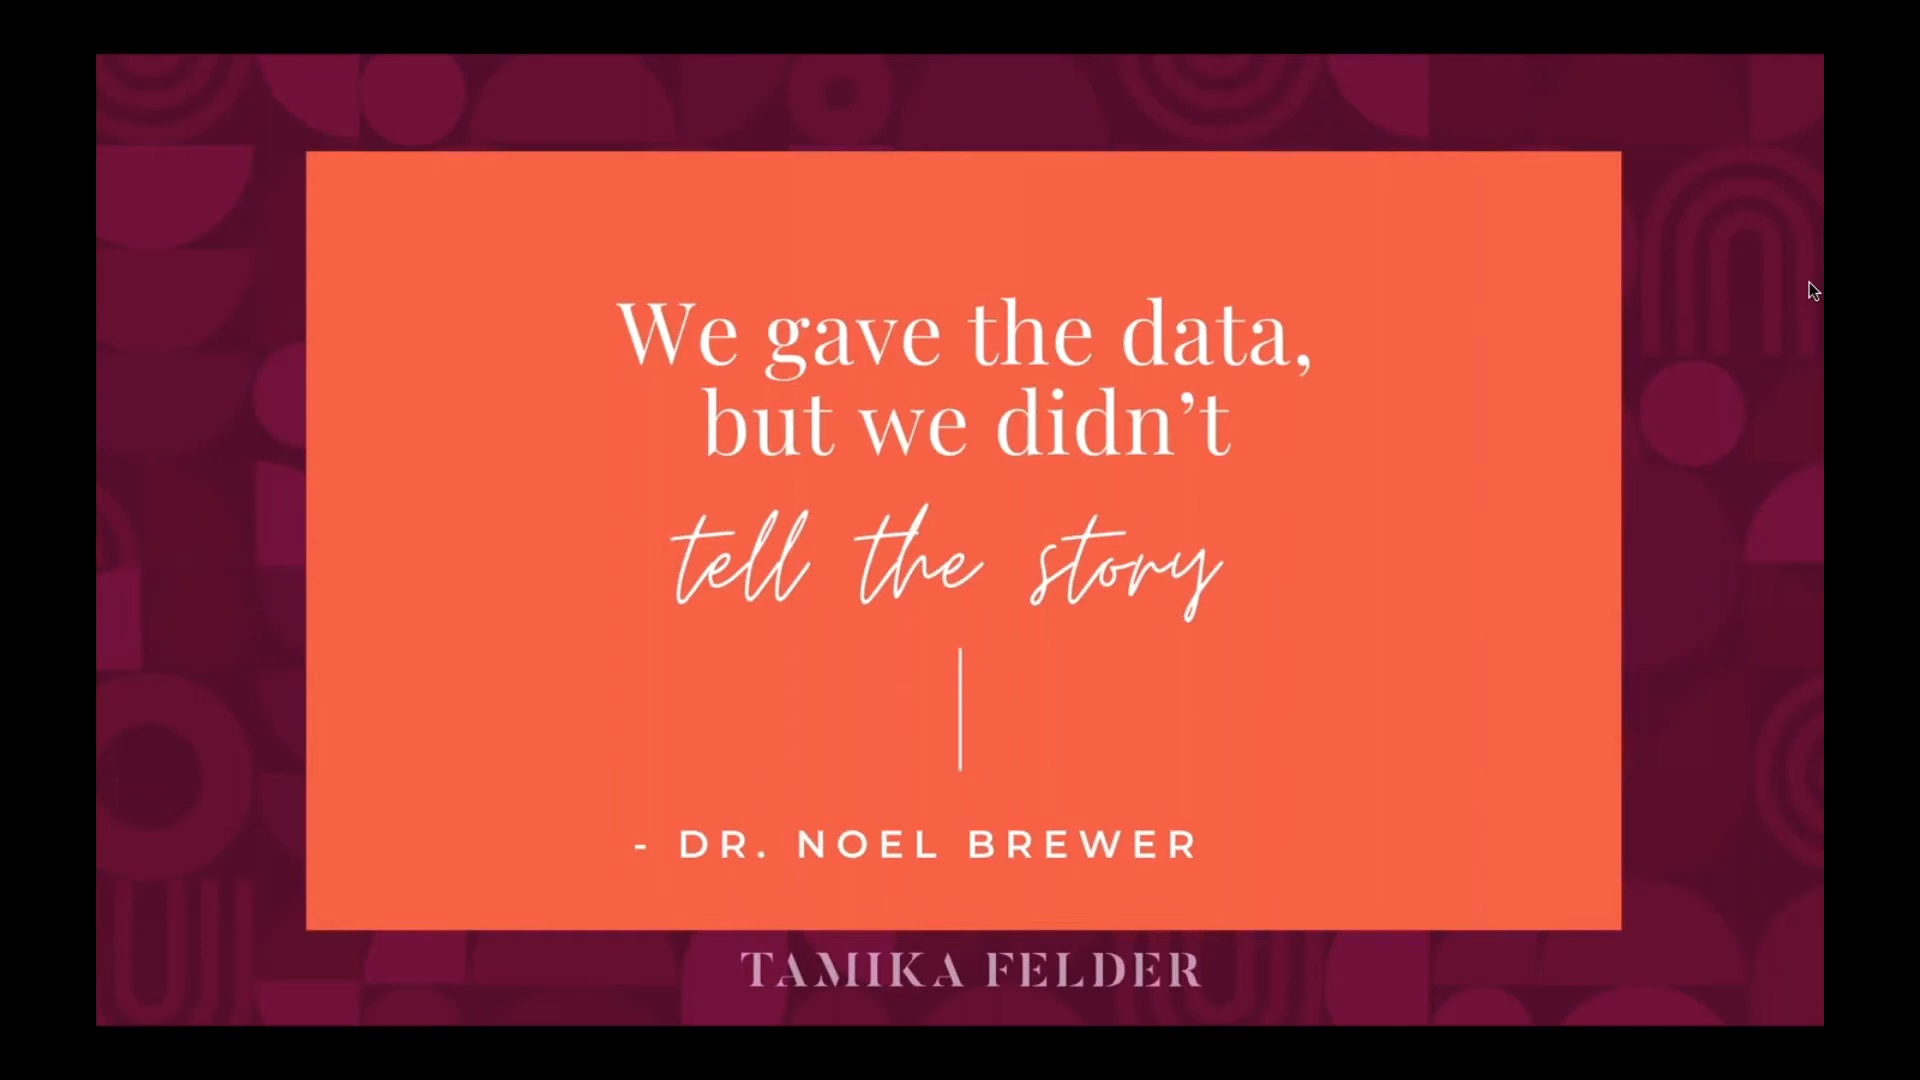 We gave the data,
but we didn’t
tell the story
- DR. NOEL BREWER
TAMIKA FELDER